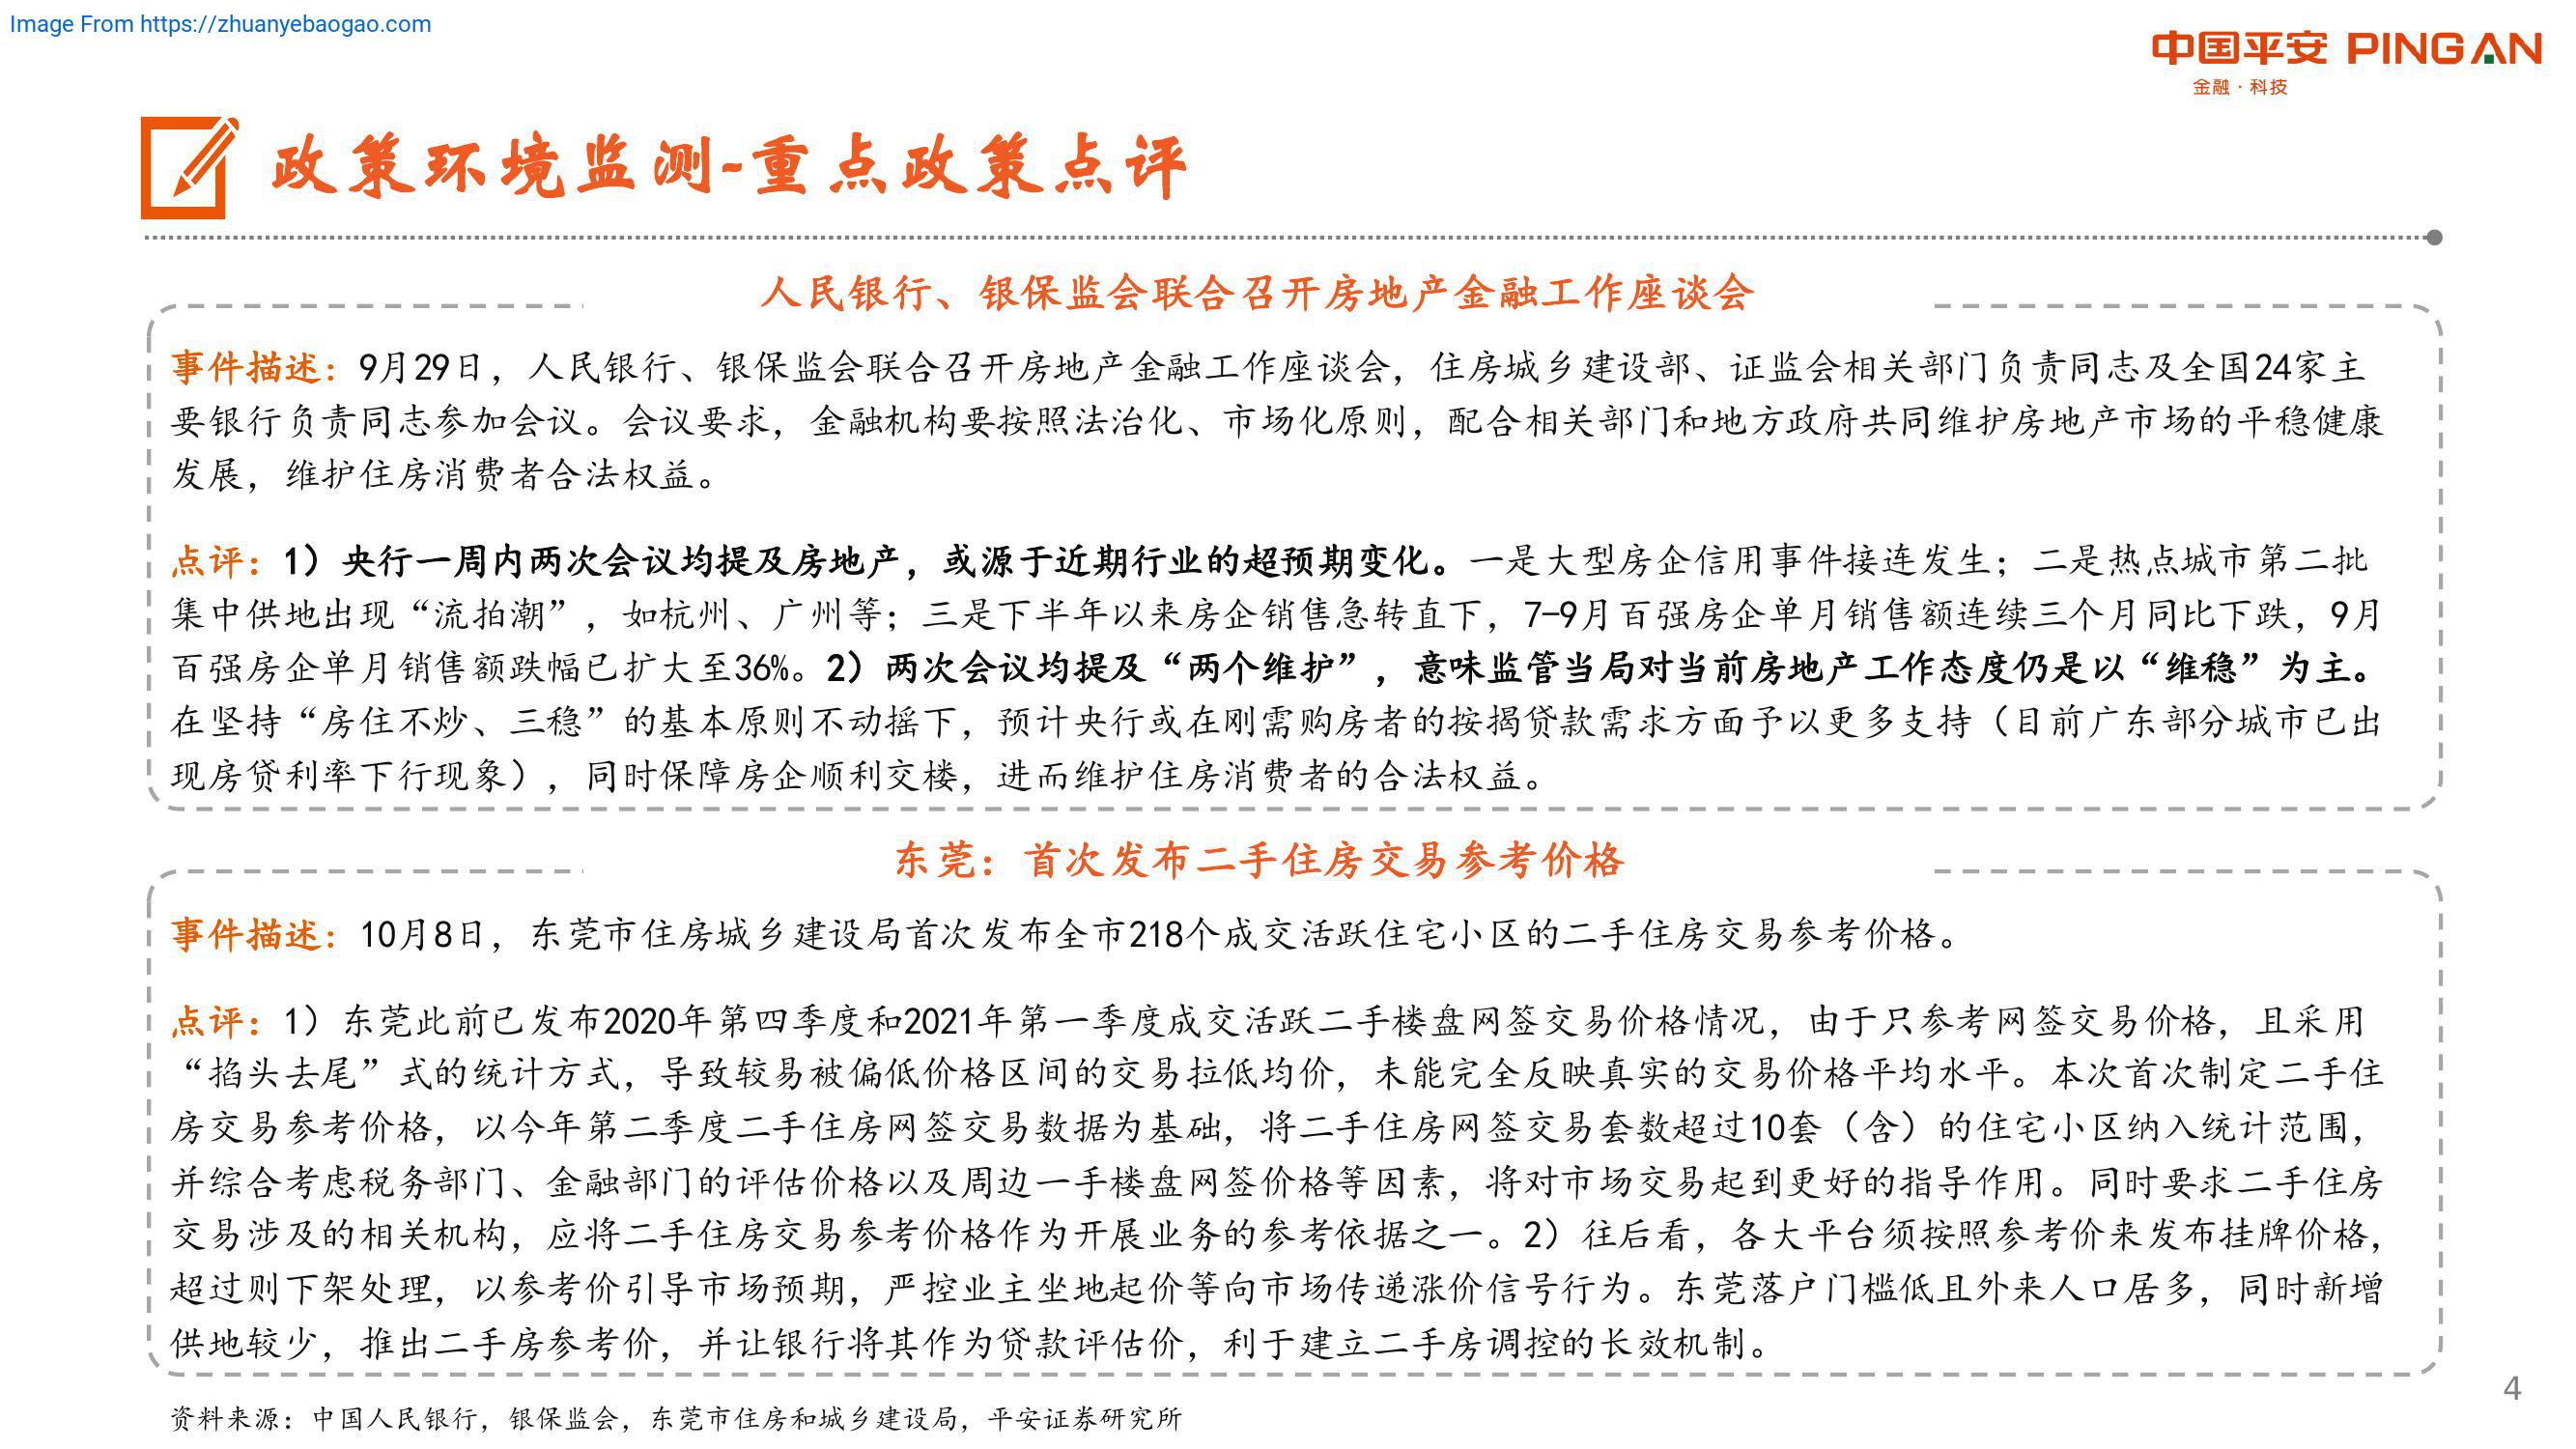 Image From https://zhuanyebaogao.com
中国平安 PINGAN
金融·科技
政策环境监测-重点政策点评
人民银行、银保监会联合召开房地产金融工作座谈会
事件描述：9月29日，人民银行、银保监会联合召开房地产金融工作座谈会，住房城乡建设部、证监会相关部门负责同志及全国24家主
要银行负责同志参加会议。会议要求，金融机构要按照法治化、市场化原则，配合相关部门和地方政府共同维护房地产市场的平稳健康
发展，维护住房消费者合法权益。
点评：1）央行一周内两次会议均提及房地产，或源于近期行业的超预期变化。一是大型房企信用事件接连发生；二是热点城市第二批
集中供地出现“流拍潮”，如杭州、广州等；三是下半年以来房企销售急转直下，7-9月百强房企单月销售额连续三个月同比下跌，9月
百强房企单月销售额跌幅已扩大至36%。2）两次会议均提及“两个维护”，意味监管当局对当前房地产工作态度仍是以“维稳”为主。
在坚持“房住不炒、三稳”的基本原则不动摇下，预计央行或在刚需购房者的按揭贷款需求方面予以更多支持（目前广东部分城市已出
现房贷利率下行现象），同时保障房企顺利交楼，进而维护住房消费者的合法权益。
东莞：首次发布二手住房交易参考价格
事件描述：10月8日，东莞市住房城乡建设局首次发布全市218个成交活跃住宅小区的二手住房交易参考价格。
点评：1）东莞此前已发布2020年第四季度和2021年第一季度成交活跃二手楼盘网签交易价格情况，由于只参考网签交易价格，且采用
“掐头去尾”式的统计方式，导致较易被偏低价格区间的交易拉低均价，未能完全反映真实的交易价格平均水平。本次首次制定二手住
房交易参考价格，以今年第二季度二手住房网签交易数据为基础，将二手住房网签交易套数超过10套（含）的住宅小区纳入统计范围，
并综合考虑税务部门、金融部门的评估价格以及周边一手楼盘网签价格等因素，将对市场交易起到更好的指导作用。同时要求二手住房
交易涉及的相关机构，应将二手住房交易参考价格作为开展业务的参考依据之一。2）往后看，各大平台须按照参考价来发布挂牌价格，
超过则下架处理，以参考价引导市场预期，严控业主坐地起价等向市场传递涨价信号行为。东莞落户门槛低且外来人口居多，同时新增
供地较少，推出二手房参考价，并让银行将其作为贷款评估价，利于建立二手房调控的长效机制。
4
资料来源：中国人民银行，银保监会，东莞市住房和城乡建设局，平安证券研究所